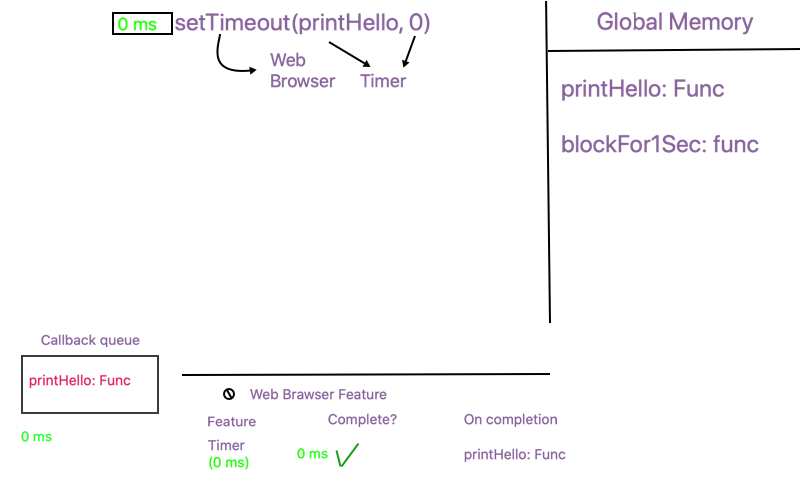 0 ms setTimeout(printHello, 0)
Web
Browser
Timer
Global Memory
printHello: Func
blockFor1Sec: func
Callback queue
printHello: Func
0 ms
Web Brawser Feature
Feature
Complete?
On completion
Timer
(0 ms)
0 ms
printHello: Func